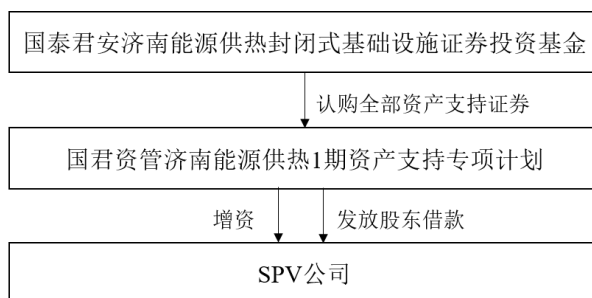 国泰君安济南能源供热封闭式基础设施证券投资基金
认购全部资产支持证券
国君资管济南能源供热1期资产支持专项计划
增资
发放股东借款
SPV公司